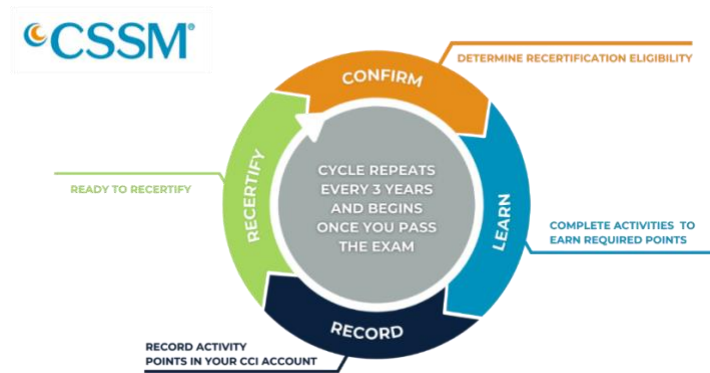 CSSM®
CONFIRM
DETERMINE RECERTIFICATION ELIGIBILITY
LEARN
COMPLETE ACTIVITIES TO
EARN REQUIRED POINTS
RECORD
RECORD ACTIVITY
POINTS IN YOUR CCI ACCOUNT
RECERTIFY
READY TO RECERTIFY
CYCLE REPEATS
EVERY 3 YEARS
AND BEGINS
ONCE YOU PASS
THE EXAM